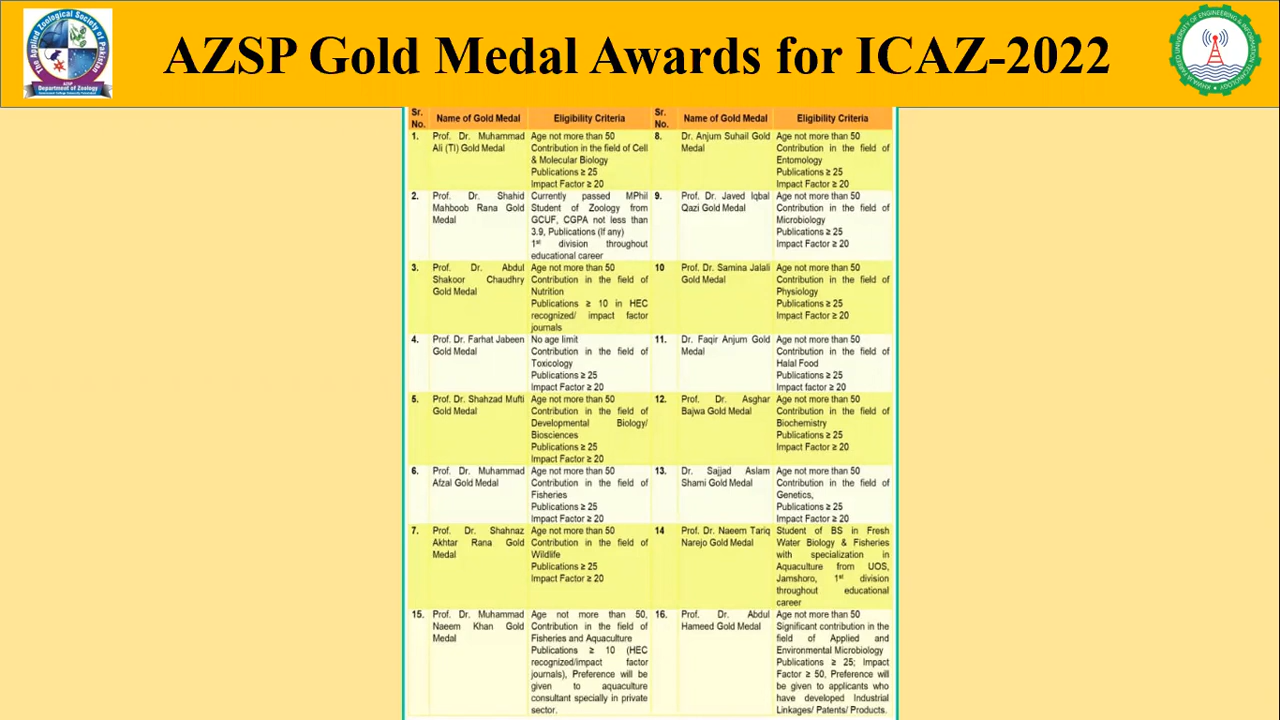 AZSP Gold Medal Awards for ICAZ-2022
The Applied Zoological Society of Pakistan
AZSP
Department of Zoology
Sr. No. Name of Gold Medal Eligibility Criteria Sr. No. Name of Gold Medal Eligibility Criteria
1. Prof. Dr. Muhammad
Ali (TI) Gold Medal
Age not more than 50
Contribution in the field of Cell
& Molecular Biology
Publications ≥ 25
Impact Factor ≥ 20
8. Dr. Anjum Suhail Gold
Medal
Age not more than 50
Contribution in the field of
Entomology
Publications ≥ 25
Impact Factor ≥ 20
2. Prof. Dr. Shahid
Mahboob Rana Gold
Medal
Currently passed MPhil
Student of Zoology from
GCUF, CGPA not less than
3.9, Publications (If any)
1st division throughout
educational career
9. Prof. Dr. Javed Iqbal
Qazi Gold Medal
Age not more than 50
Contribution in the field of
Microbiology
Publications ≥ 25
Impact Factor ≥ 20
3. Prof. Dr. Abdul
Shakoor Chaudhry
Gold Medal
Age not more than 50
Contribution in the field of
Nutrition
Publications ≥ 10 in HEC
recognized/ impact factor
journals
10 Prof. Dr. Samina Jalali
Gold Medal
Age not more than 50
Contribution in the field of
Physiology
Publications ≥ 25
Impact Factor ≥ 20
4. Prof. Dr. Farhat Jabeen
Gold Medal
No age limit
Contribution in the field of
Toxicology
Publications ≥ 25
Impact Factor ≥ 20
11. Dr. Faqir Anjum Gold
Medal
Age not more than 50
Contribution in the field of
Halal Food
Publications ≥ 25
Impact factor ≥ 20
5. Prof. Dr. Shahzad Mufti
Gold Medal
Age not more than 50
Contribution in the field of
Developmental Biology/
Biosciences
Publications ≥ 25
Impact Factor ≥ 20
12. Prof. Dr. Asghar
Bajwa Gold Medal
Age not more than 50
Contribution in the field of
Biochemistry
Publications ≥ 25
Impact Factor ≥ 20
6. Prof. Dr. Muhammad
Afzal Gold Medal
Age not more than 50
Contribution in the field of
Fisheries
Publications ≥ 25
Impact Factor ≥ 20
13. Dr. Sajjad Aslam
Shami Gold Medal
Age not more than 50
Contribution in the field of
Genetics,
Publications ≥ 25
Impact Factor ≥ 20
7. Prof. Dr. Shahnaz
Akhtar Rana Gold
Medal
Age not more than 50
Contribution in the field of
Wildlife
Publications ≥ 25
Impact Factor ≥ 20
14 Prof. Dr. Naeem Tariq
Narejo Gold Medal
Student of BS in Fresh
Water Biology & Fisheries
with specialization in
Aquaculture from UOS,
Jamshoro, 1st division
throughout educational
career
15. Prof. Dr. Muhammad
Naeem Khan Gold
Medal
Age not more than 50,
Contribution in the field of
Fisheries and Aquaculture
Publications ≥ 10 (HEC
recognized/impact factor
journals), Preference will be
given to aquaculture
consultant specially in private
sector.
16. Prof. Dr. Abdul
Hameed Gold Medal
Age not more than 50
Significant contribution in the
field of Applied and
Environmental Microbiology
Publications ≥ 25; Impact
Factor ≥ 50, Preference will
be given to applicants who
have developed Industrial
Linkages/ Patents/ Products.